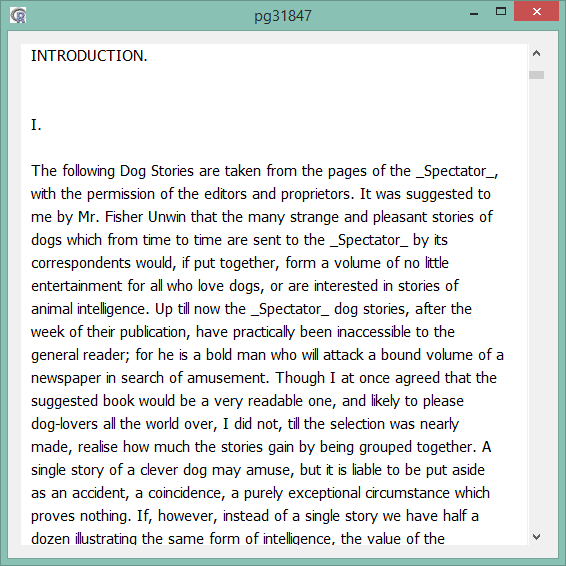 pg31847
INTRODUCTION.
I.
The following Dog Stories are taken from the pages of the _Spectator_,
with the permission of the editors and proprietors. It was suggested to
me by Mr. Fisher Unwin that the many strange and pleasant stories of
dogs which from time to time are sent to the _Spectator_ by its
correspondents would, if put together, form a volume of no little
entertainment for all who love dogs, or are interested in stories of
animal intelligence. Up till now the _Spectator_ dog stories, after the
week of their publication, have practically been inaccessible to the
general reader; for he is a bold man who will attack a bound volume of a
newspaper in search of amusement. Though I at once agreed that the
suggested book would be a very readable one, and likely to please
dog-lovers all the world over, I did not, till the selection was nearly
made, realise how much the stories gain by being grouped together. A
single story of a clever dog may amuse, but it is liable to be put aside
as an accident, a coincidence, a purely exceptional circumstance which
proves nothing. If, however, instead of a single story we have half a
dozen illustrating the same form of intelligence, the value of the